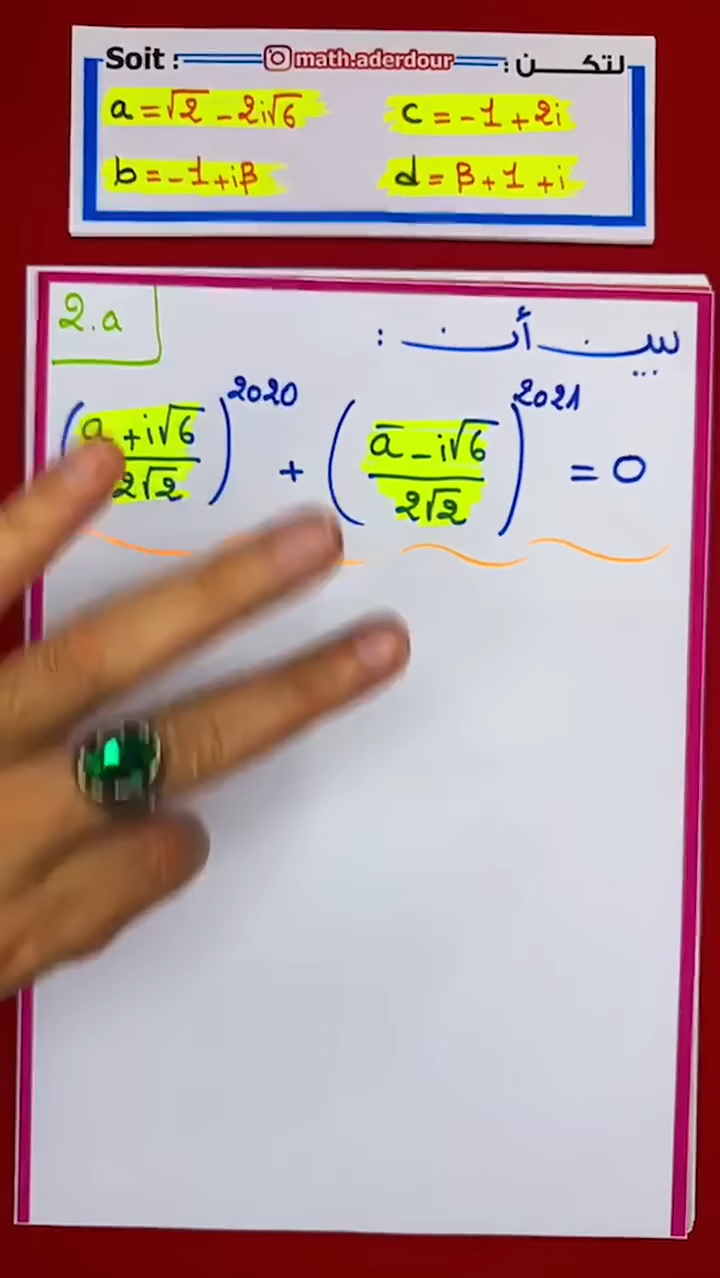 Soit : math.aderdour لتكن :
a = √2 - 2i√6 c = -1 + 2i
b = -1 + iβ d = β + 1 + i
2.a بين أن :
(a + i√6 / 2√2)^2020 + (a̅ - i√6 / 2√2)^2021 = 0